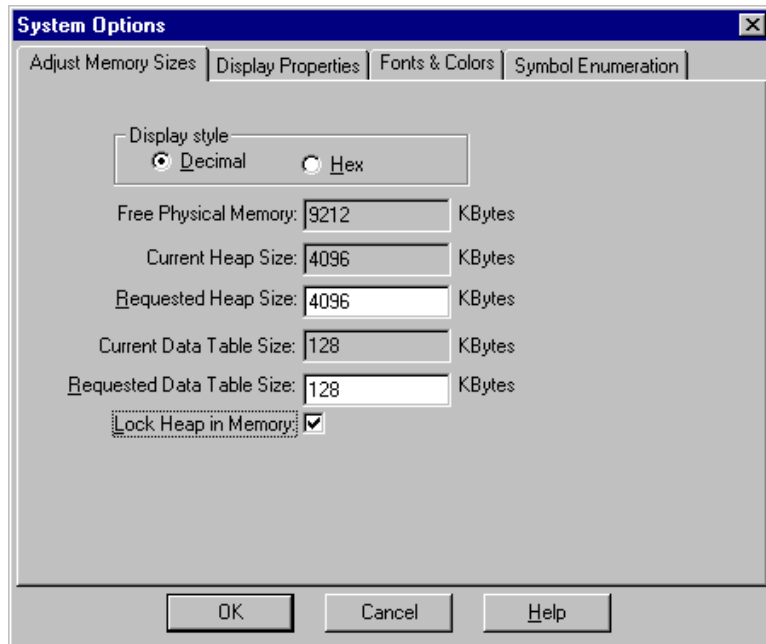 System Options
Adjust Memory Sizes Display Properties Fonts & Colors Symbol Enumeration
Display style
Decimal Hex
Free Physical Memory: 9212 KBytes
Current Heap Size: 4096 KBytes
Requested Heap Size: 4096 KBytes
Current Data Table Size: 128 KBytes
Requested Data Table Size: 128 KBytes
Lock Heap in Memory:
OK Cancel Help